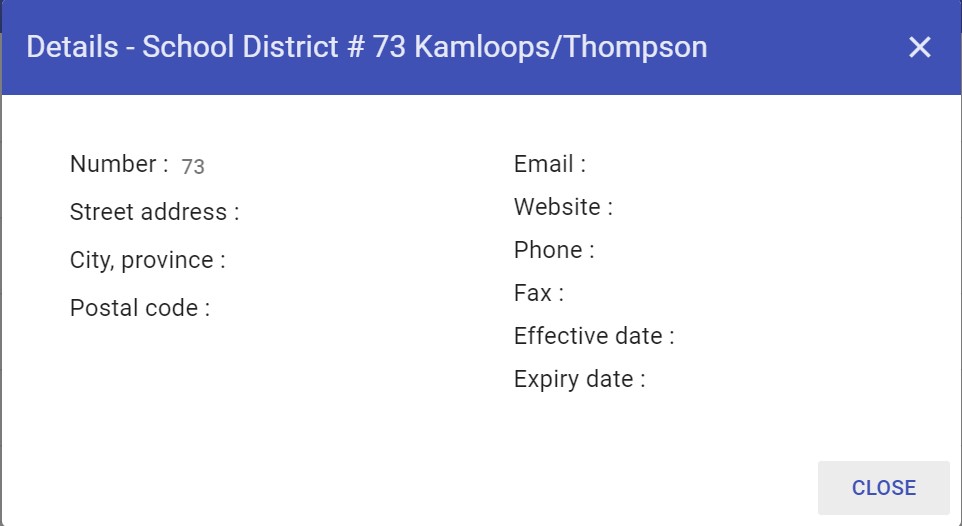 Details - School District # 73 Kamloops/Thompson
Number : 73
Street address :
City, province :
Postal code :
Email :
Website :
Phone :
Fax :
Effective date :
Expiry date :
CLOSE